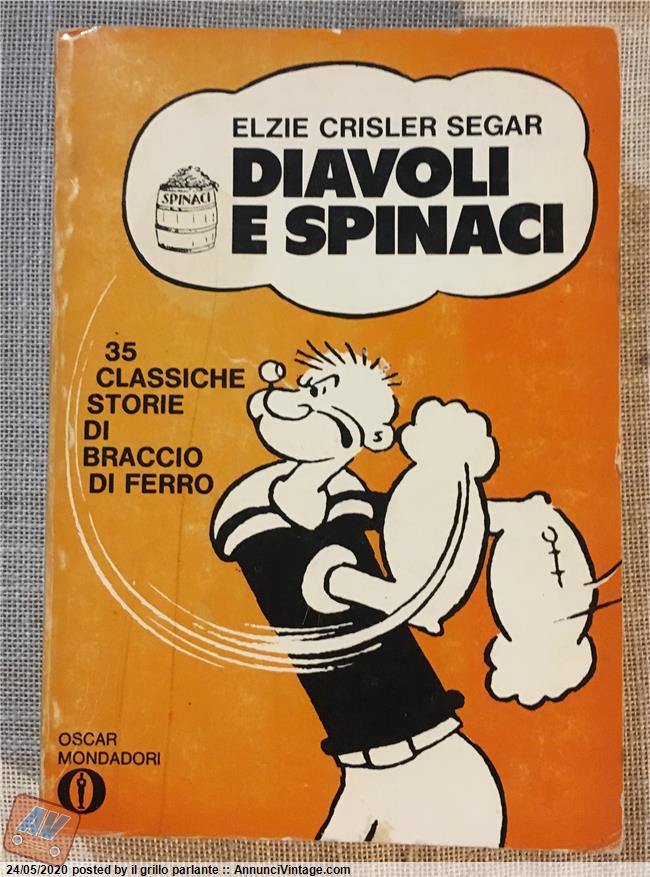 ELZIE CRISLER SEGAR
DIAVOLI
E SPINACI
SPINACI
35
CLASSICHE
STORIE
DI
BRACCIO
DI FERRO
OSCAR
MONDADORI
AV
24/05/2020 posted by il grillo parlante :: AnnunciVintage.com